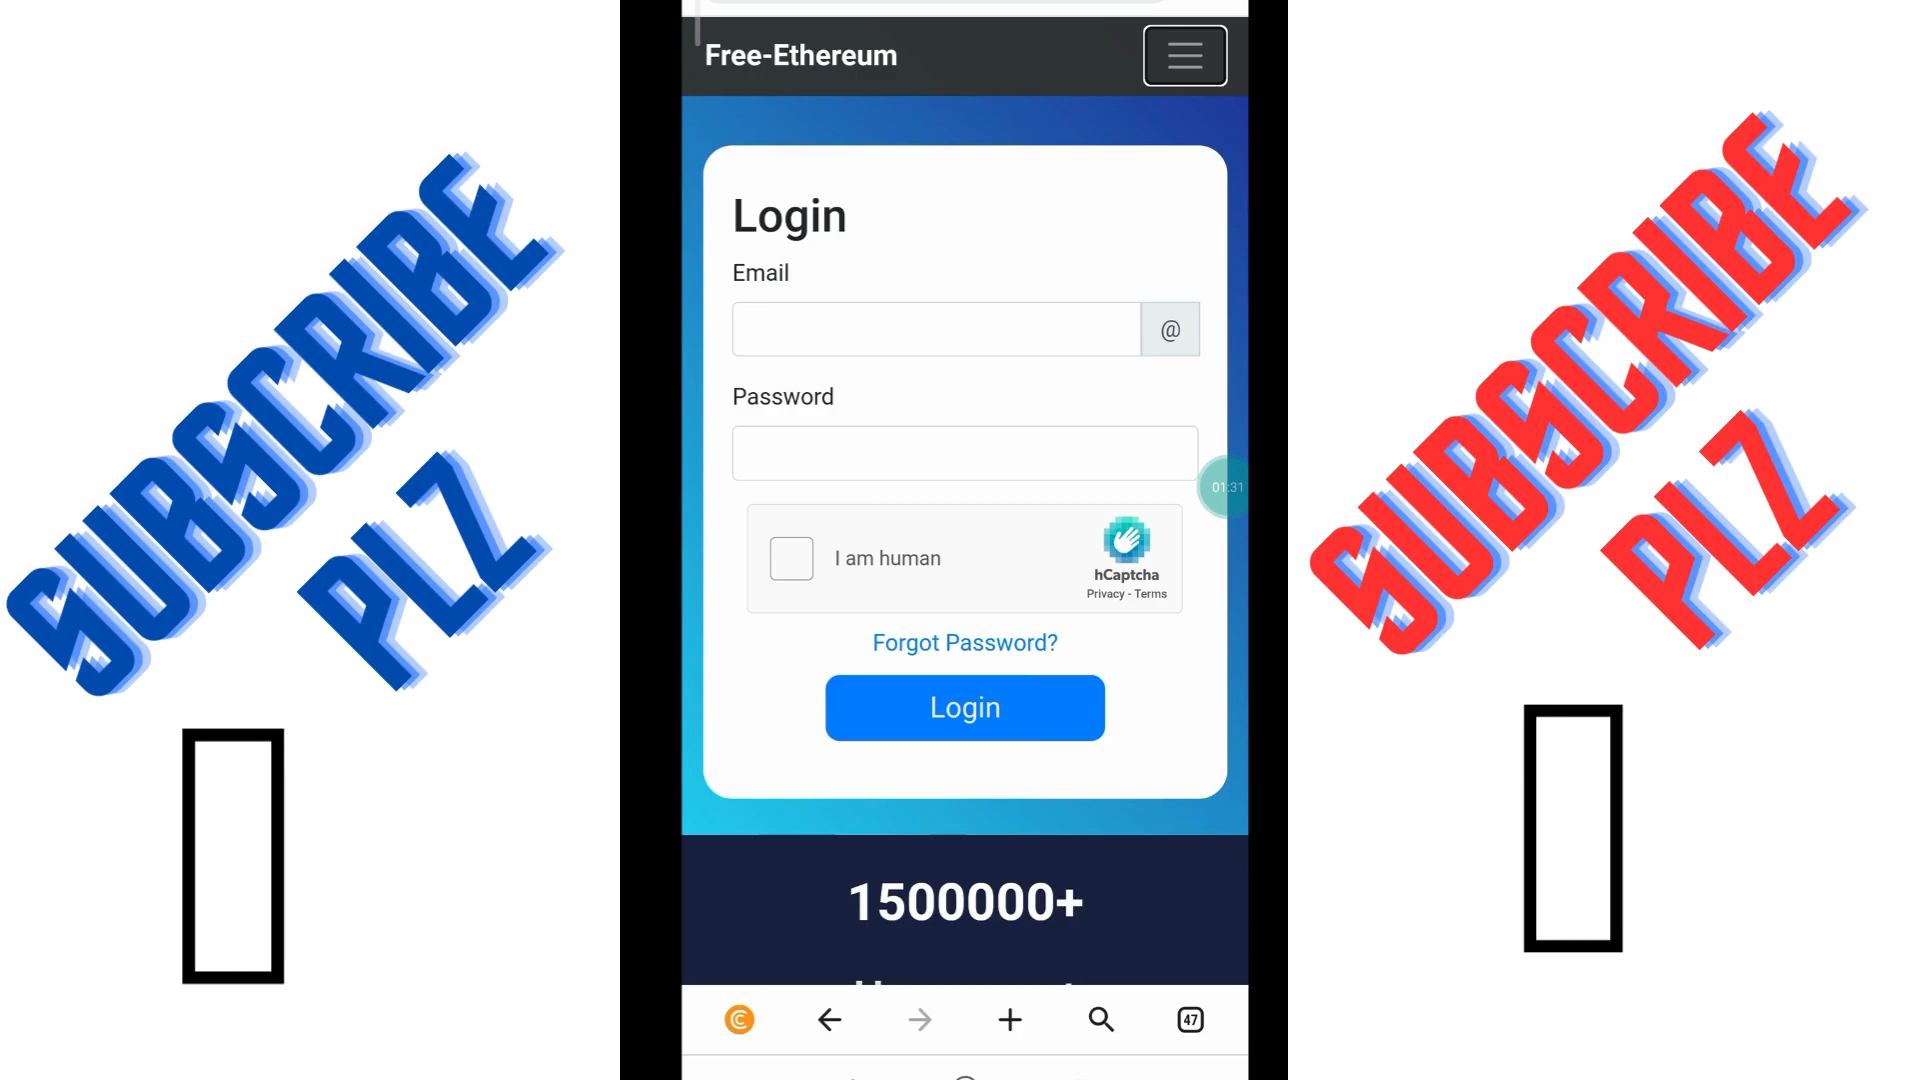 Free-Ethereum
SUBSCRIBE
PLZ
Login
Email
@
Password
01:31
I am human
hCaptcha
Privacy - Terms
Forgot Password?
Login
1500000+
47
SUBSCRIBE
PLZ